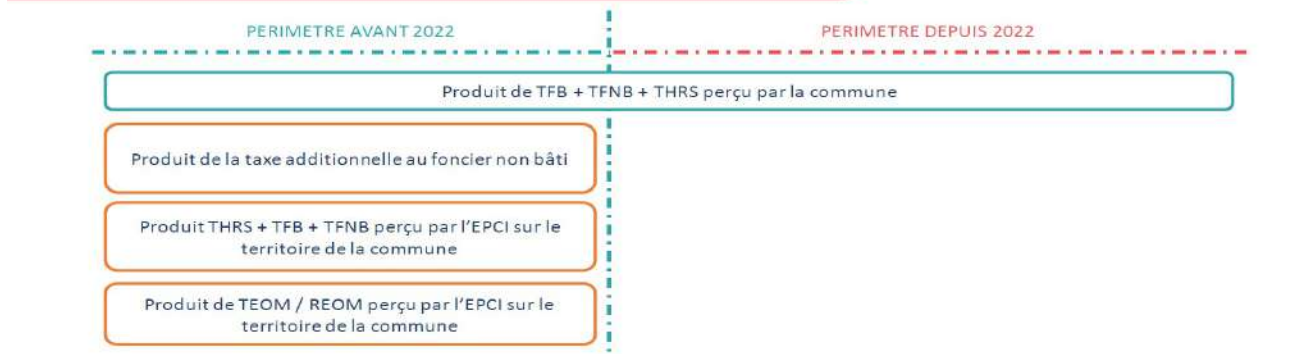 PERIMETRE AVANT 2022
PERIMETRE DEPUIS 2022
Produit de TFB + TFNB + THRS perçu par la commune
Produit de la taxe additionnelle au foncier non bâti
Produit THRS + TFB + TFNB perçu par l'EPCI sur le
territoire de la commune
Produit de TEOM / REOM perçu par l'EPCI sur le
territoire de la commune